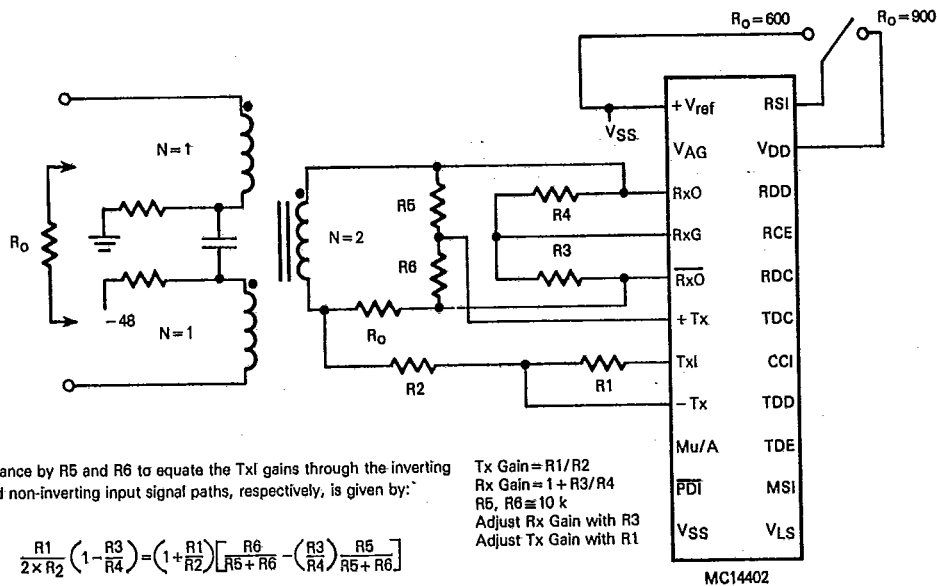 Ro=600
Ro=900
N=1
N=2
N=1
Ro
-48
R5
R6
Ro
R4
R3
R2
R1
VSS
+Vref
VAG
RxO
RxG
R̅x̅O̅
+Tx
TxI
-Tx
Mu/A
P̅D̅I̅
VSS
RSI
VDD
RDD
RCE
RDC
TDC
CCI
TDD
TDE
MSI
VLS
MC14402
ance by R5 and R6 to equate the TxI gains through the inverting
d non-inverting input signal paths, respectively, is given by:
R1/(2×R2) (1-R3/R4)=(1+R1/R2)[R6/(R5+R6)-(R3/R4)R5/(R5+R6)]
Tx Gain=R1/R2
Rx Gain=1+R3/R4
R5, R6≅10 k
Adjust Rx Gain with R3
Adjust Tx Gain with R1